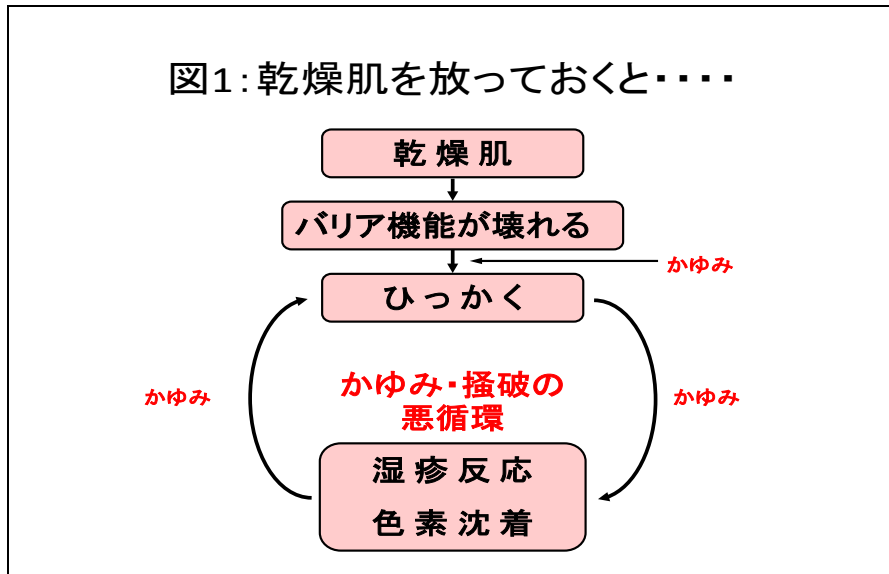 図1:乾燥肌を放っておくと・・・・
乾燥肌
バリア機能が壊れる
かゆみ
ひっかく
かゆみ
かゆみ・掻破の
悪循環
かゆみ
湿疹反応
色素沈着